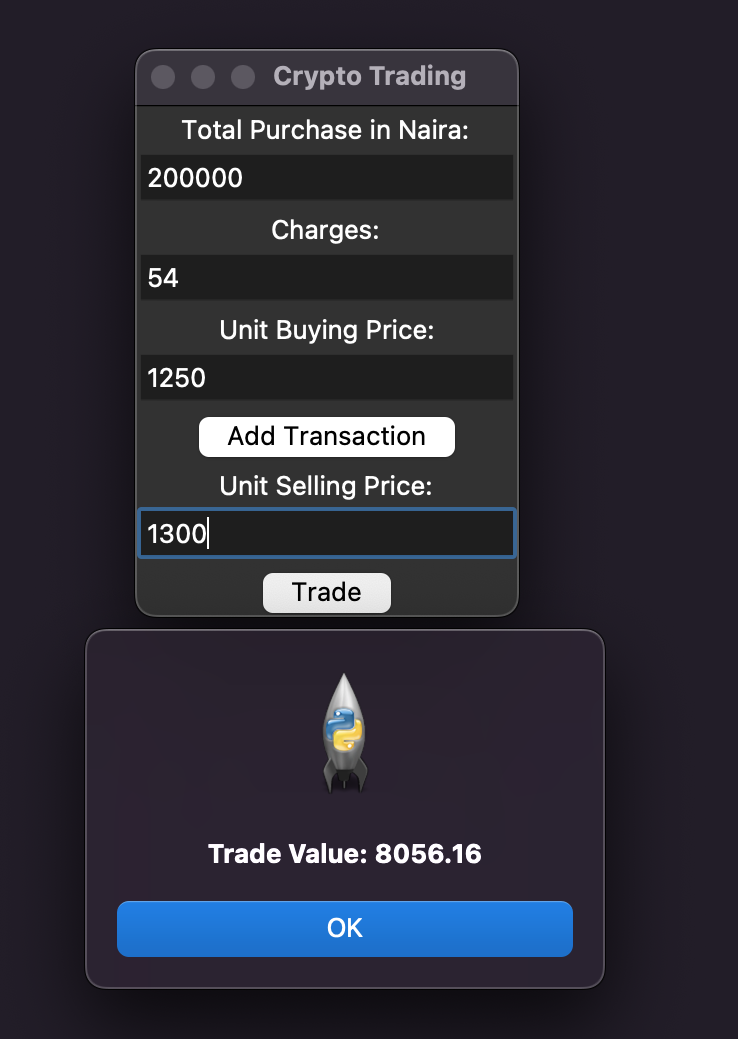 Crypto Trading
Total Purchase in Naira:
200000
Charges:
54
Unit Buying Price:
1250
Add Transaction
Unit Selling Price:
1300
Trade
Trade Value: 8056.16
OK